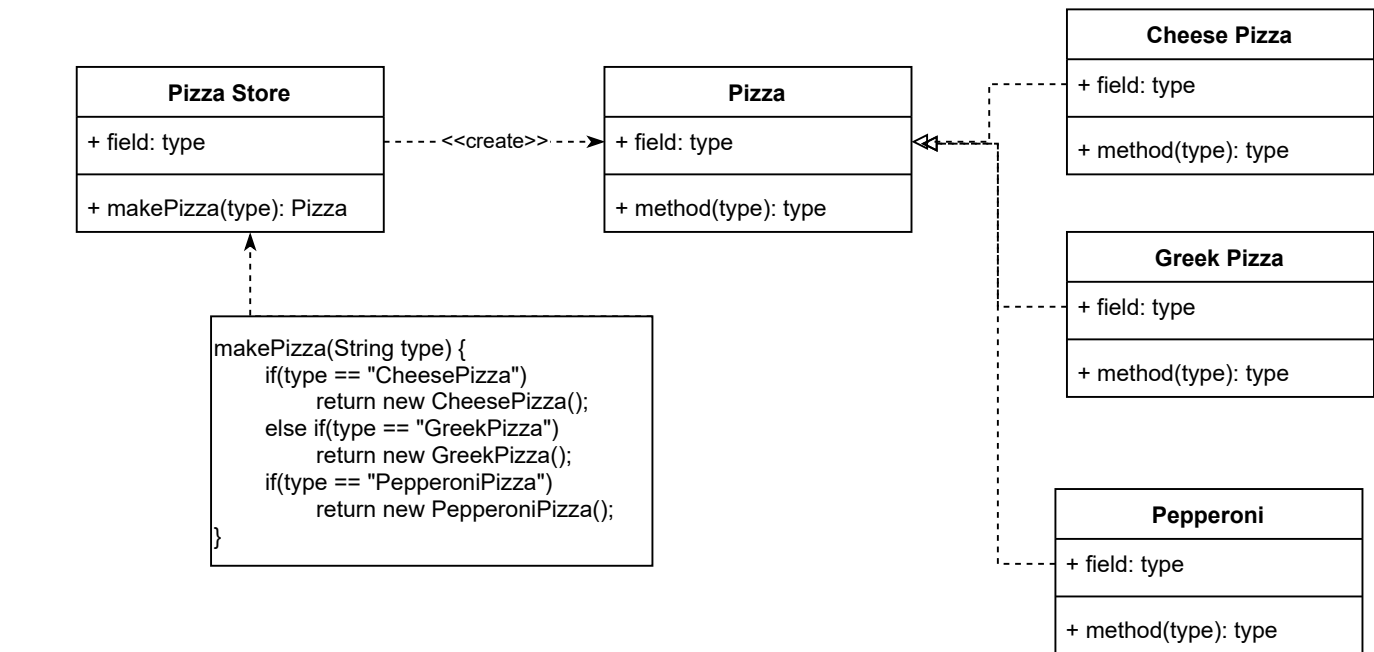 Pizza Store
+ field: type
+ makePizza(type): Pizza
<<create>>
Pizza
+ field: type
+ method(type): type
Cheese Pizza
+ field: type
+ method(type): type
Greek Pizza
+ field: type
+ method(type): type
Pepperoni
+ field: type
+ method(type): type
makePizza(String type) {
if(type == "CheesePizza")
return new CheesePizza();
else if(type == "GreekPizza")
return new GreekPizza();
if(type == "PepperoniPizza")
return new PepperoniPizza();
}